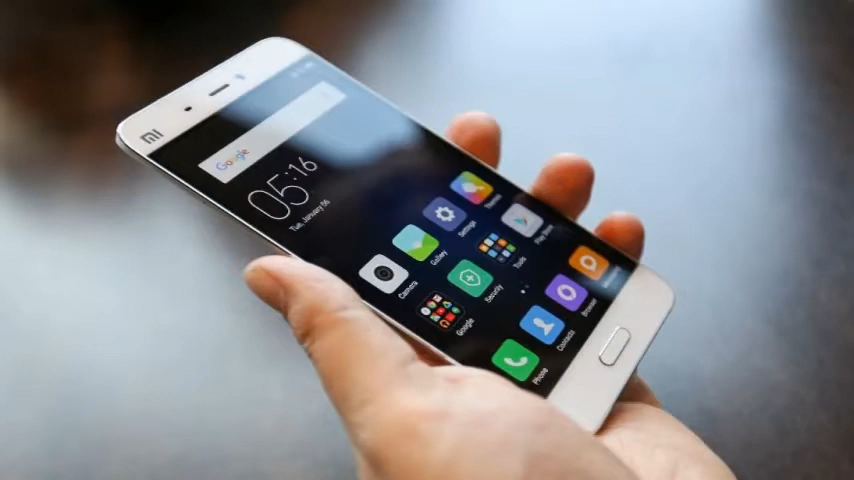 mi
Google
05:16
Tue, January 06
Camera
Gallery
Settings
Themes
Google
Security
Tools
Play Store
Phone
Contacts
Browser